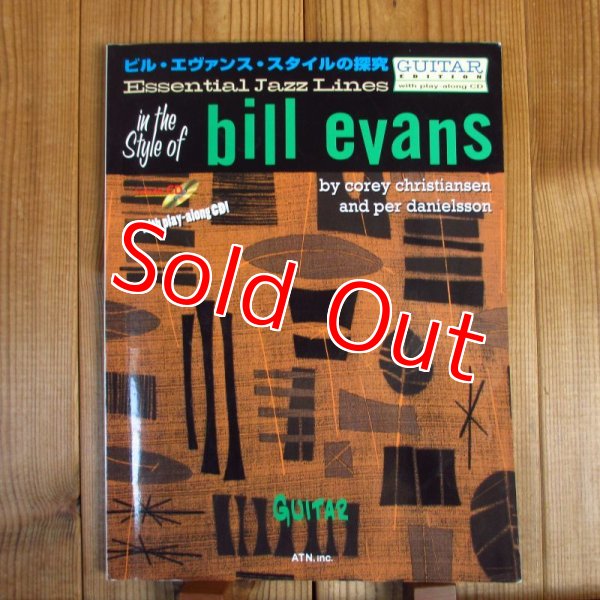 ビル・エヴァンス・スタイルの探究
Essential Jazz Lines
GUITAR
EDITION
with play-along CD
in the
Style of
bill evans
by corey christiansen
and per danielsson
with play-along CD!
Sold Out
GUITAR
ATN, inc.